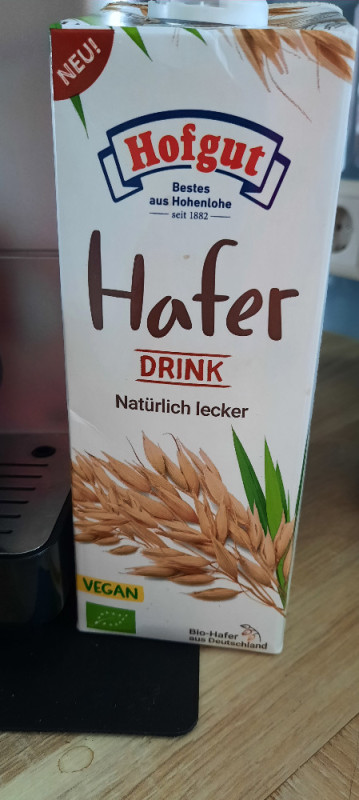 NEU!
Hofgut
Bestes
aus Hohenlohe
seit 1882
Hafer
DRINK
Natürlich lecker
VEGAN
Bio-Hafer
aus Deutschland